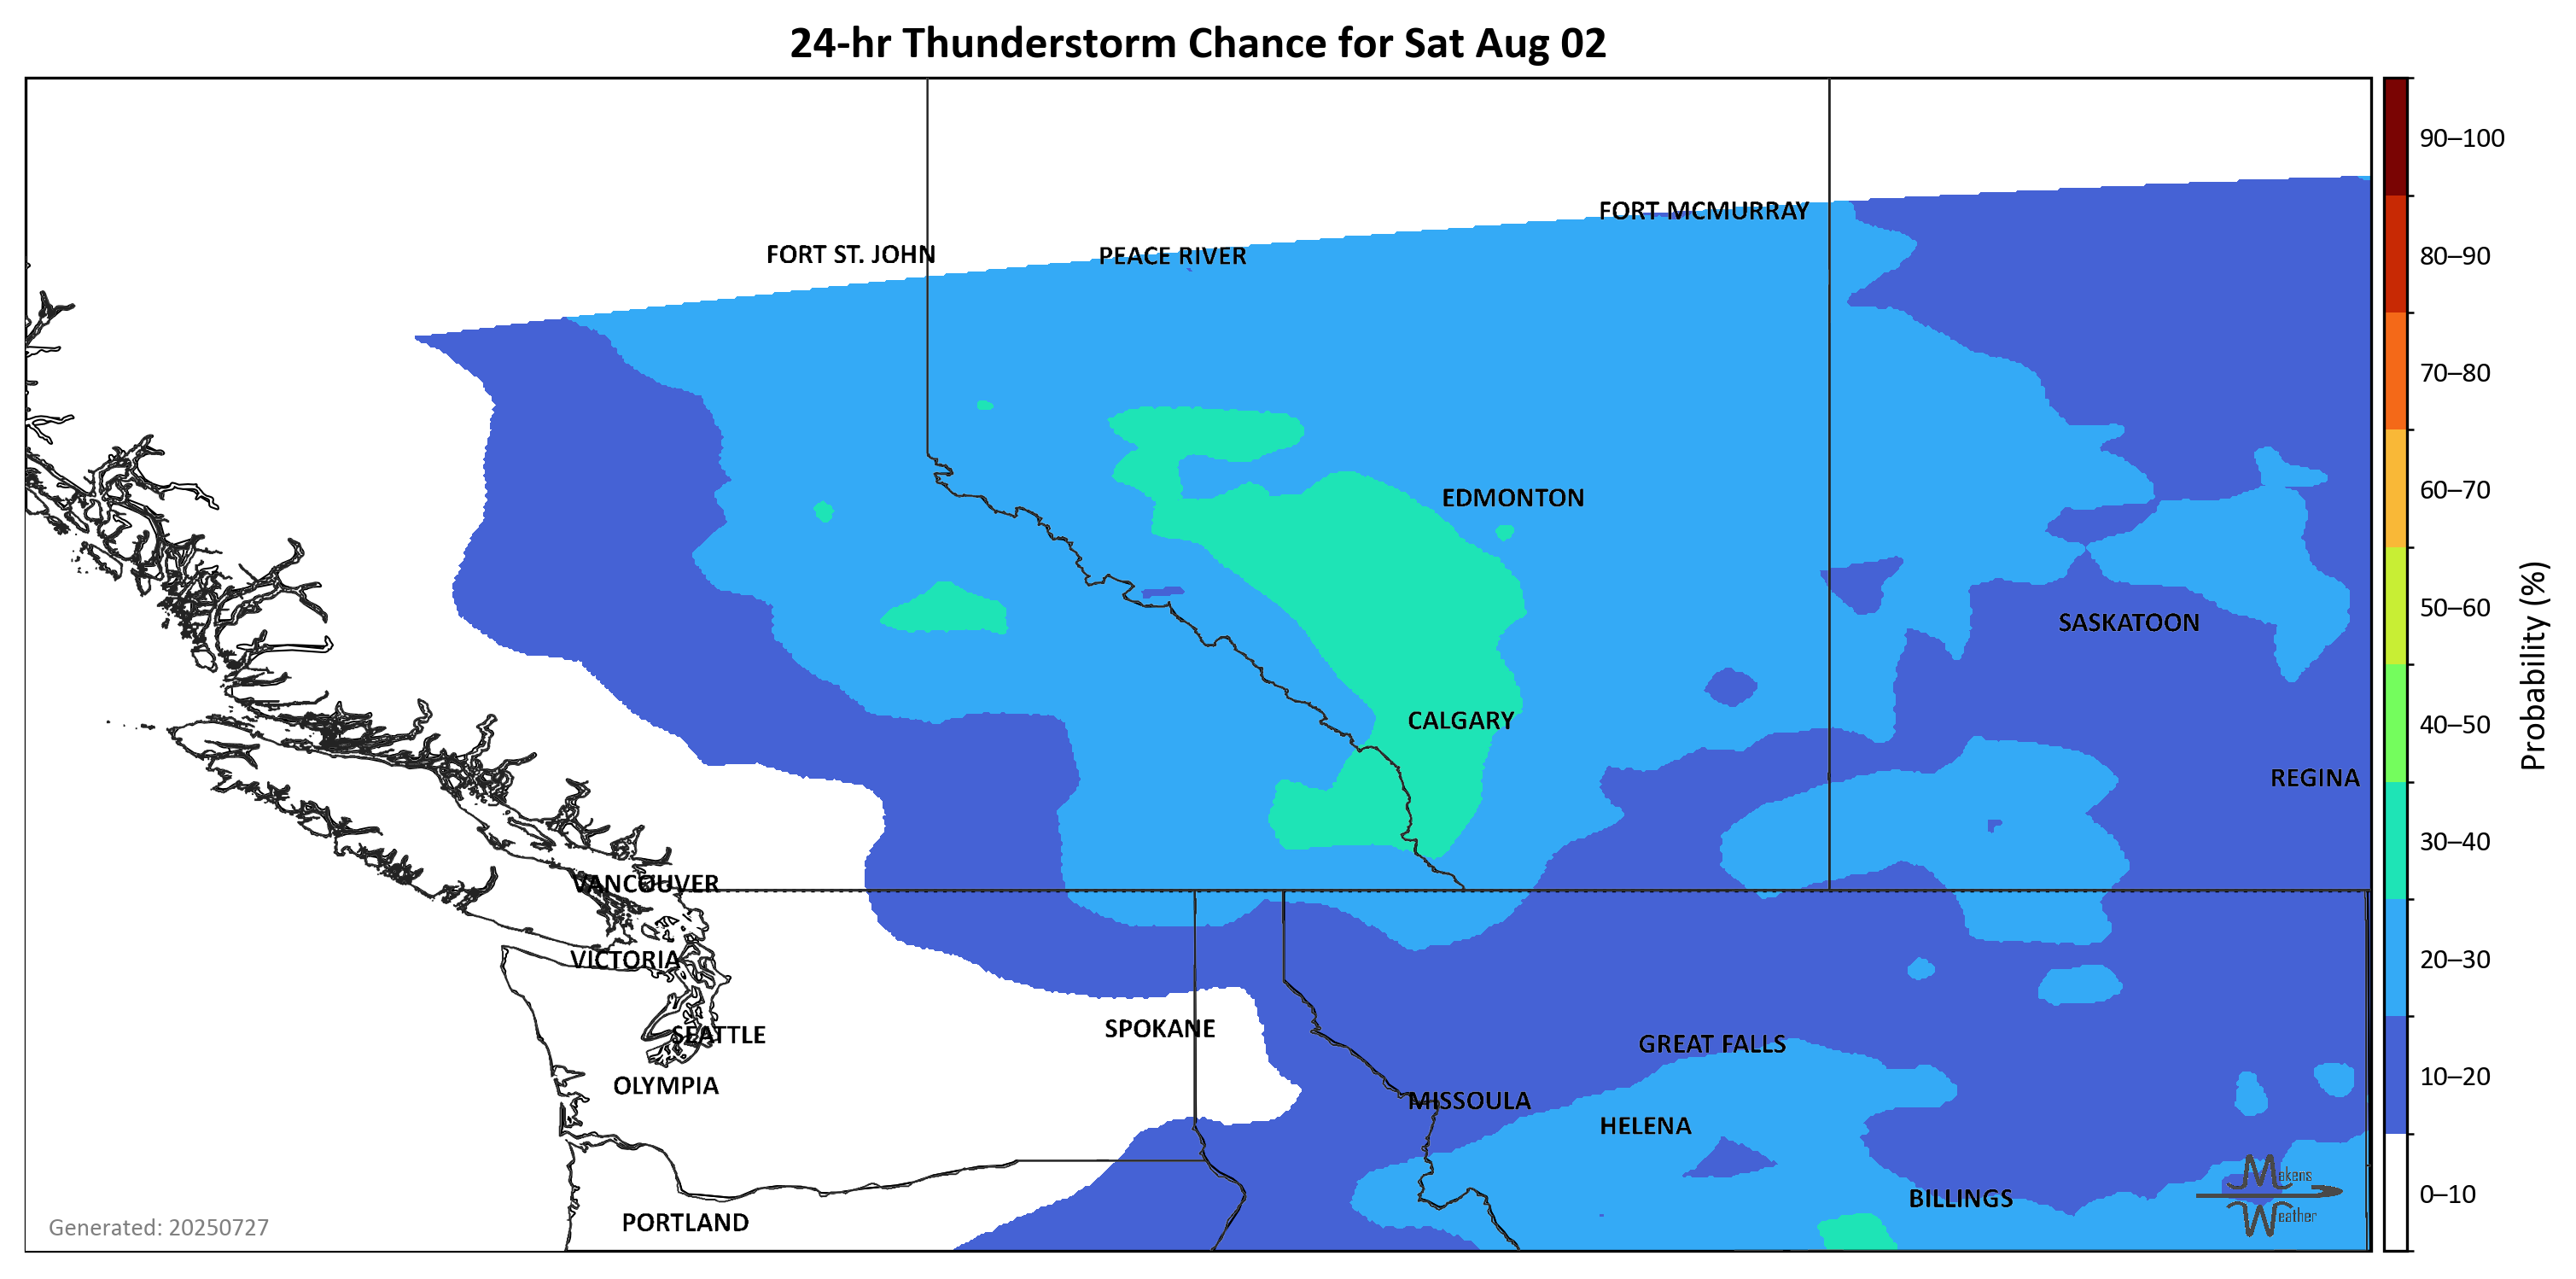 24-hr Thunderstorm Chance for Sat Aug 02
90–100
FORT MCMURRAY
FORT ST. JOHN
PEACE RIVER
80–90
70–80
EDMONTON
60–70
SASKATOON
50–60
CALGARY
40–50
Probability (%)
REGINA
30–40
VANCOUVER
VICTORIA
20–30
SPOKANE
SEATTLE
GREAT FALLS
OLYMPIA
10–20
MISSOULA
HELENA
Makens
BILLINGS
0–10
Weather
PORTLAND
Generated: 20250727